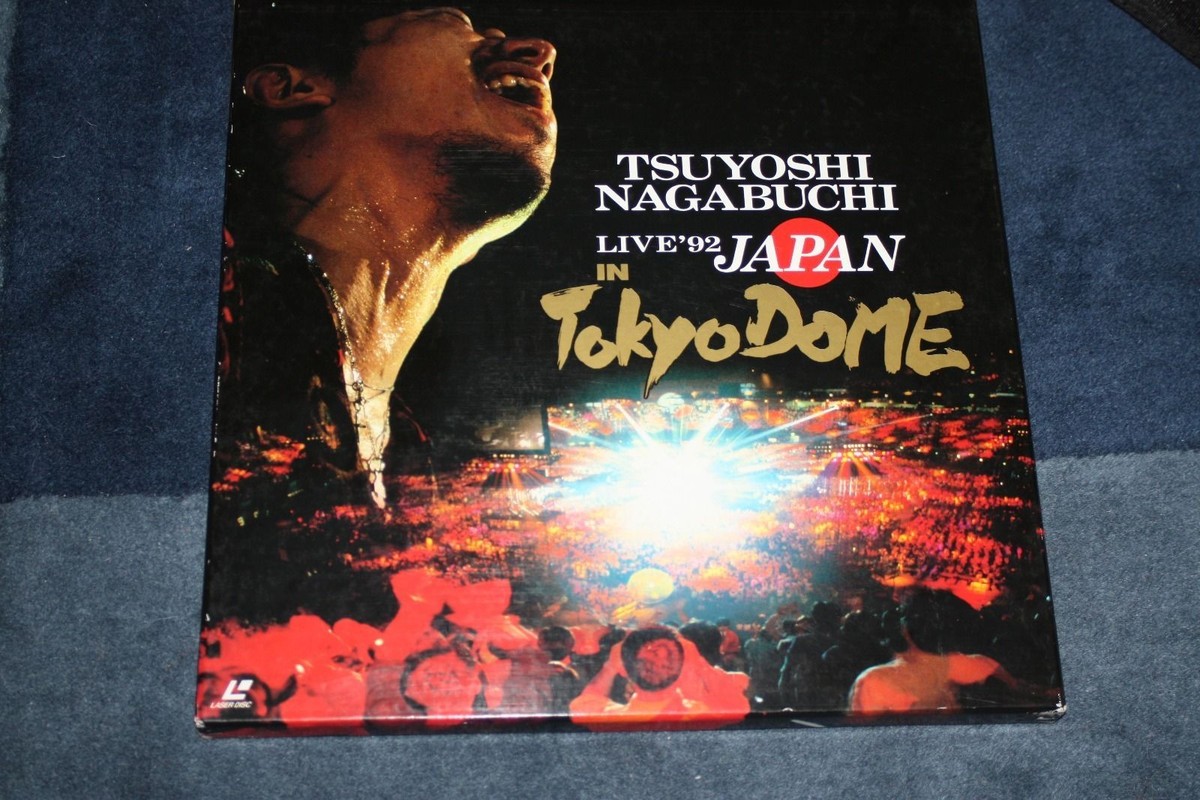 TSUYOSHI
NAGABUCHI
LIVE'92 JAPAN
IN
Tokyo DOME
LASER DISC